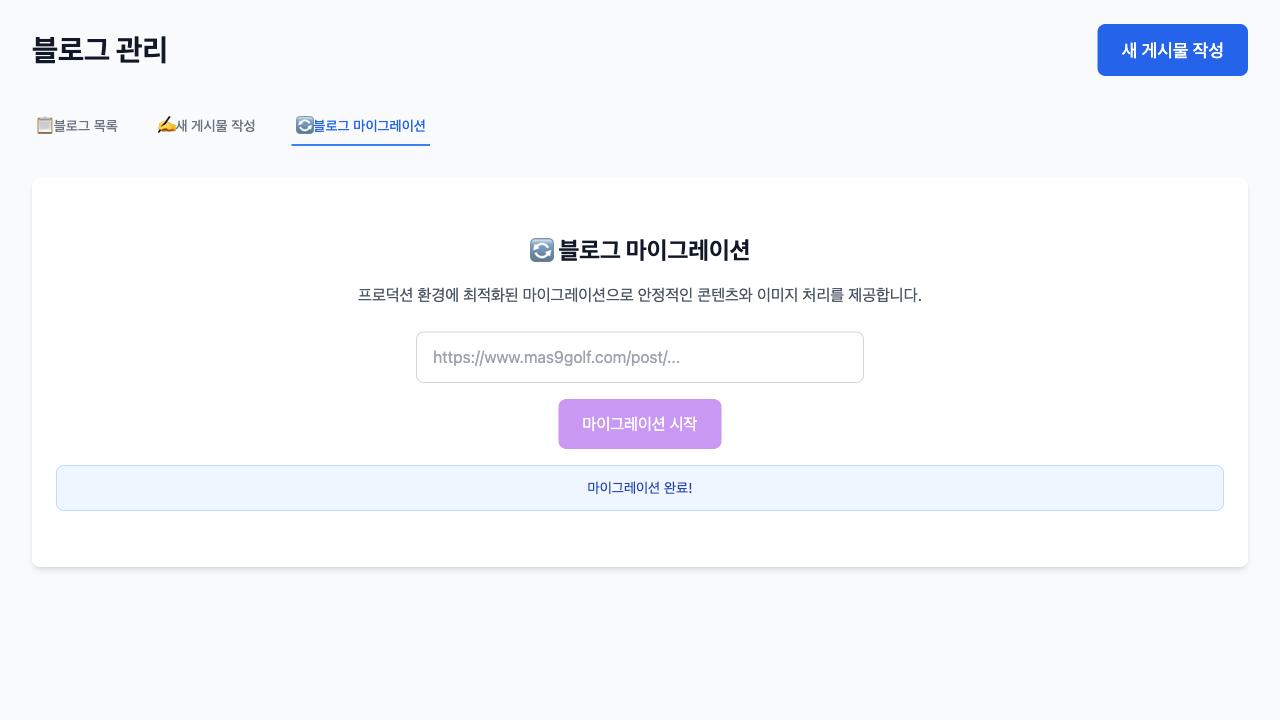 블로그 관리
새 게시물 작성
📋블로그 목록
✍️새 게시물 작성
🔄블로그 마이그레이션
🔄 블로그 마이그레이션
프로덕션 환경에 최적화된 마이그레이션으로 안정적인 콘텐츠와 이미지 처리를 제공합니다.
https://www.mas9golf.com/post/...
마이그레이션 시작
마이그레이션 완료!